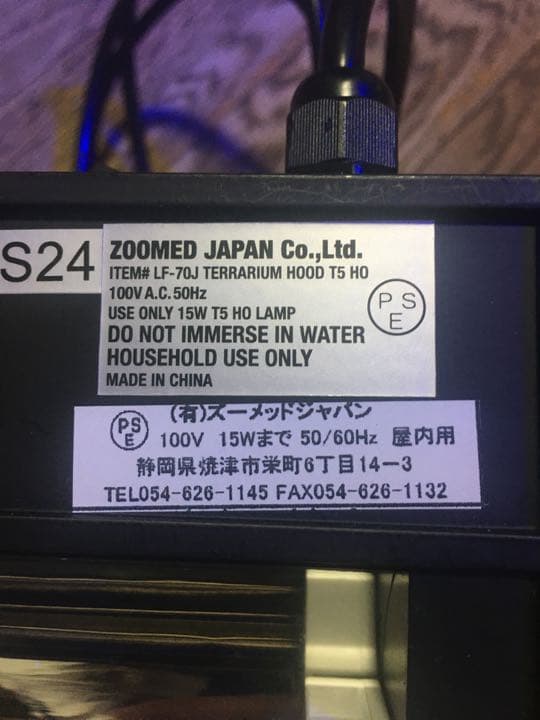 S24
ZOOMED JAPAN Co.,Ltd.
ITEM# LF-70J TERRARIUM HOOD T5 HO
100V A.C. 50Hz
USE ONLY 15W T5 HO LAMP
DO NOT IMMERSE IN WATER
HOUSEHOLD USE ONLY
MADE IN CHINA
P S
E
(有)ズーメッドジャパン
PS
E
100V 15Wまで 50/60Hz 屋内用
静岡県焼津市栄町6丁目14-3
TEL054-626-1145 FAX054-626-1132